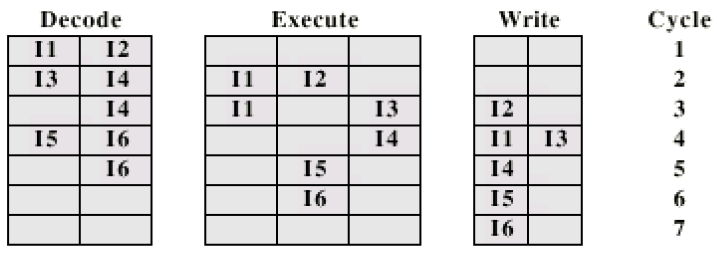 Decode Execute Write Cycle
I1 I2 1
I3 I4 I1 I2 2
I4 I1 I3 I2 3
I5 I6 I4 I1 I3 4
I6 I5 I4 5
I6 I5 6
I6 7